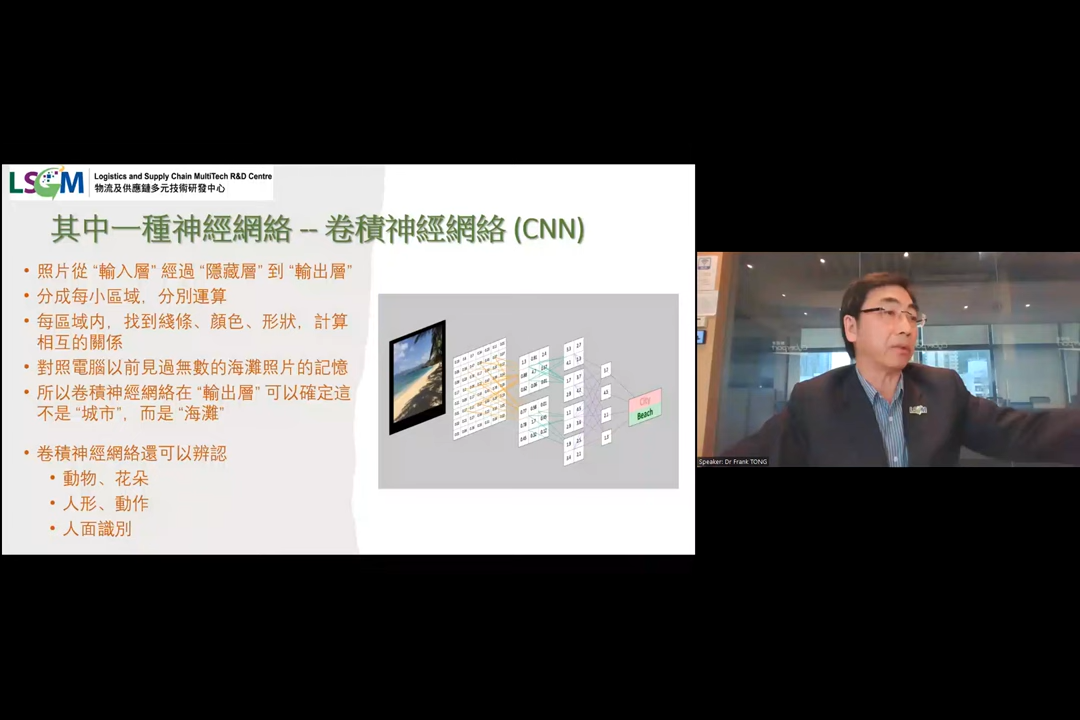 LSCM
Logistics and Supply Chain MultiTech R&D Centre
物流及供應鏈多元技術研發中心
其中一種神經網絡 -- 卷積神經網絡 (CNN)
• 照片從 “輸入層” 經過 “隱藏層” 到 “輸出層”
• 分成每小區域，分別運算
• 每區域内，找到綫條、顏色、形狀，計算
相互的關係
• 對照電腦以前見過無數的海灘照片的記憶
• 所以卷積神經網絡在 “輸出層” 可以確定這
不是 “城市”，而是 “海灘”
• 卷積神經網絡還可以辨認
• 動物、花朵
• 人形、動作
• 人面識別
City
Beach
Speaker: Dr Frank TONG